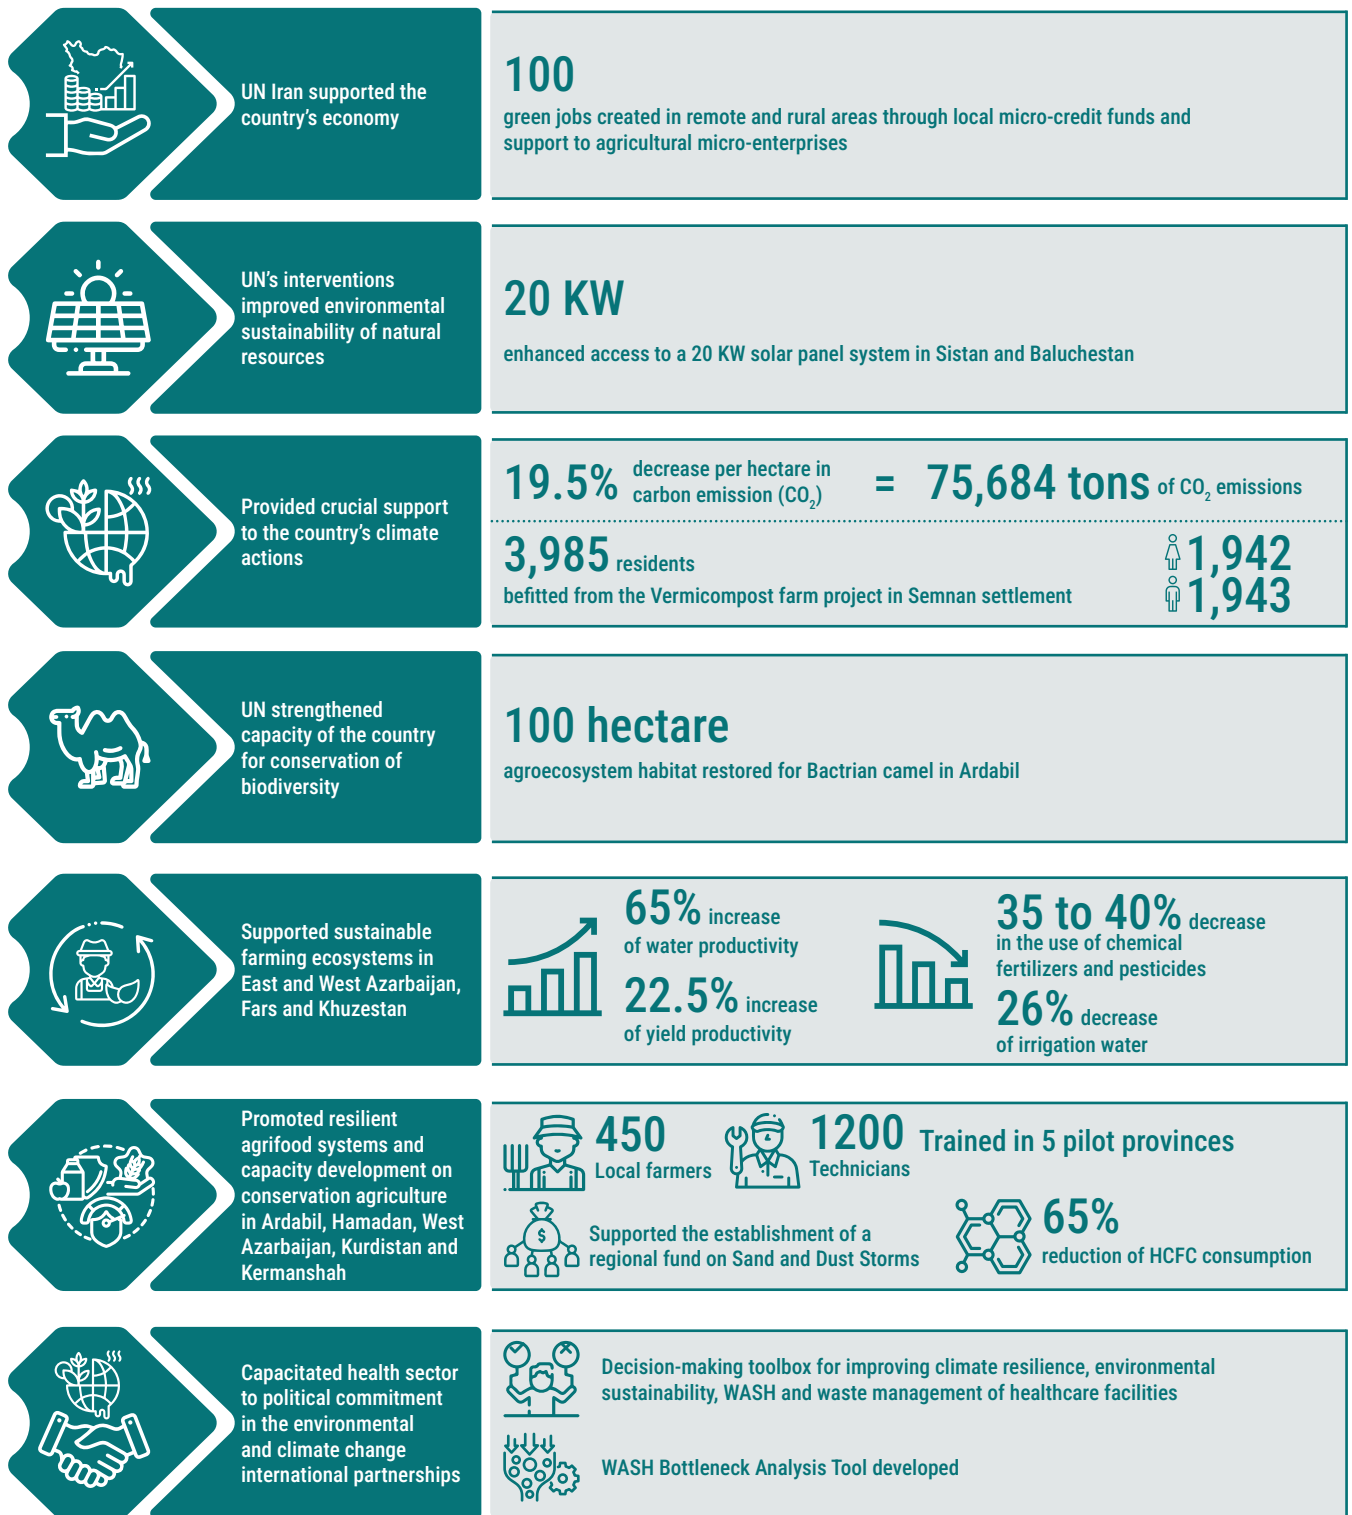 UN Iran supported the
country's economy
100
green jobs created in remote and rural areas through local micro-credit funds and
support to agricultural micro-enterprises
UN's interventions
improved environmental
sustainability of natural
resources
20 KW
enhanced access to a 20 KW solar panel system in Sistan and Baluchestan
Provided crucial support
to the country's climate
actions
19.5% decrease per hectare in
carbon emission (CO₂)
= 75,684 tons of CO₂ emissions
3,985 residents
befitted from the Vermicompost farm project in Semnan settlement
1,942
1,943
UN strengthened
capacity of the country
for conservation of
biodiversity
100 hectare
agroecosystem habitat restored for Bactrian camel in Ardabil
Supported sustainable
farming ecosystems in
East and West Azarbaijan,
Fars and Khuzestan
65% increase
of water productivity
22.5% increase
of yield productivity
35 to 40% decrease
in the use of chemical
fertilizers and pesticides
26% decrease
of irrigation water
Promoted resilient
agrifood systems and
capacity development on
conservation agriculture
in Ardabil, Hamadan, West
Azarbaijan, Kurdistan and
Kermanshah
450
Local farmers
1200
Technicians
Trained in 5 pilot provinces
$
Supported the establishment of a
regional fund on Sand and Dust Storms
65%
reduction of HCFC consumption
Capacitated health sector
to political commitment
in the environmental
and climate change
international partnerships
Decision-making toolbox for improving climate resilience, environmental
sustainability, WASH and waste management of healthcare facilities
WASH Bottleneck Analysis Tool developed